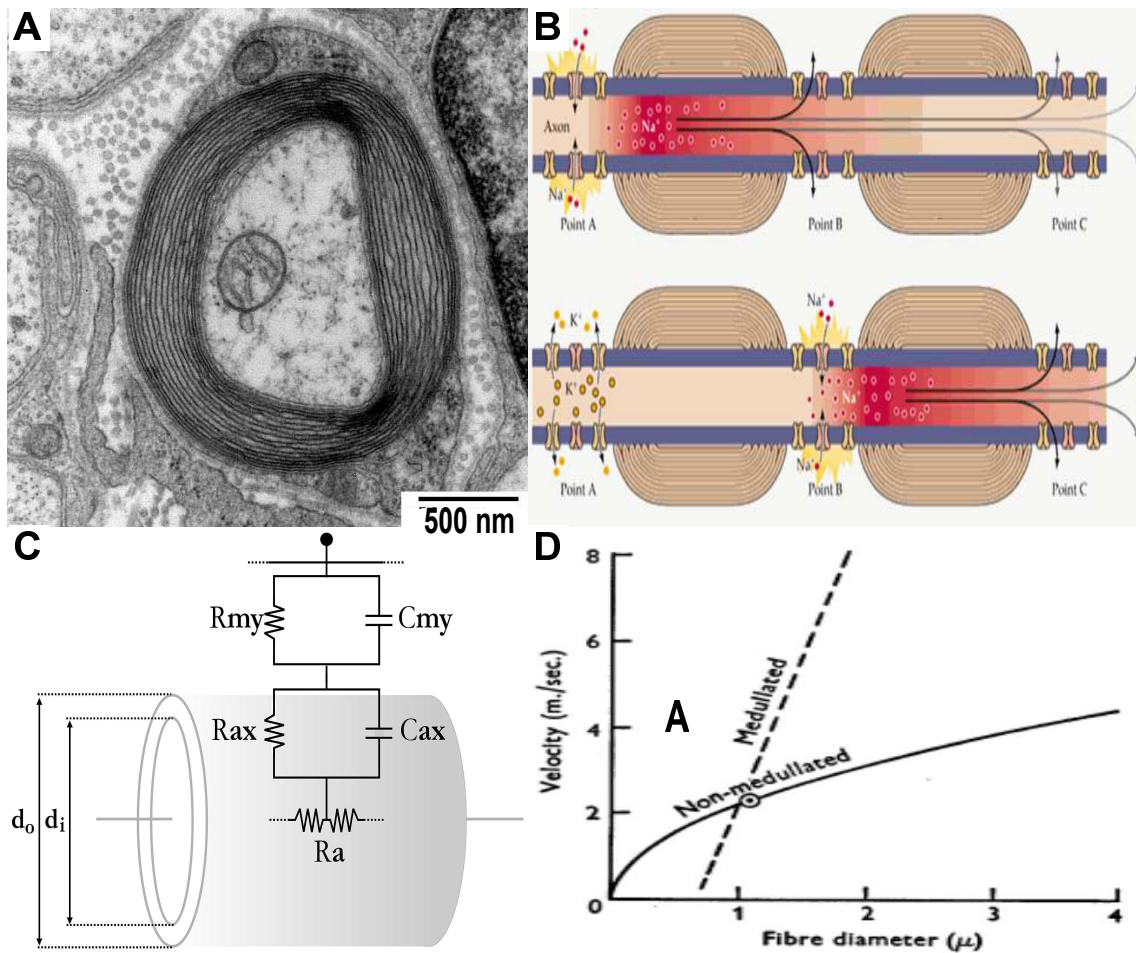 A
500 nm
B
Na⁺
Axon
Na⁺
Point A
Point B
Point C
K⁺
Na⁺
K⁺
Na⁺
Na⁺
Point A
Point B
Point C
C
Rmy
Cmy
Rax
Cax
Ra
dₒ
dᵢ
D
8
6
4
2
0
Velocity (m./sec.)
A
Medullated
Non-medullated
1
2
3
4
Fibre diameter (μ)